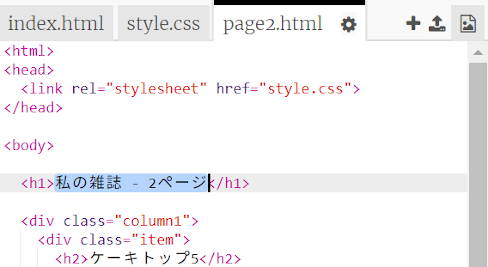 index.html style.css page2.html
<html>
<head>
<link rel="stylesheet" href="style.css">
</head>
<body>
<h1>私の雑誌 - 2ページ</h1>
<div class="column1">
<div class="item">
<h2>ケーキトップ5</h2>